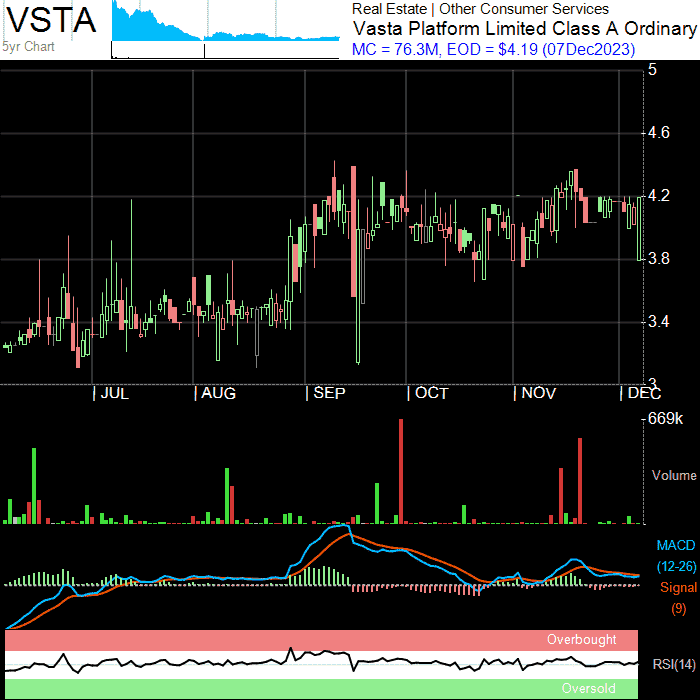 VSTA
5yr Chart
Real Estate | Other Consumer Services
Vasta Platform Limited Class A Ordinary
MC = 76.3M, EOD = $4.19 (07Dec2023)
5
4.6
4.2
3.8
3.4
3
JUL
AUG
SEP
OCT
NOV
DEC
669k
Volume
MACD
(12-26)
Signal
(9)
Overbought
RSI(14)
Oversold